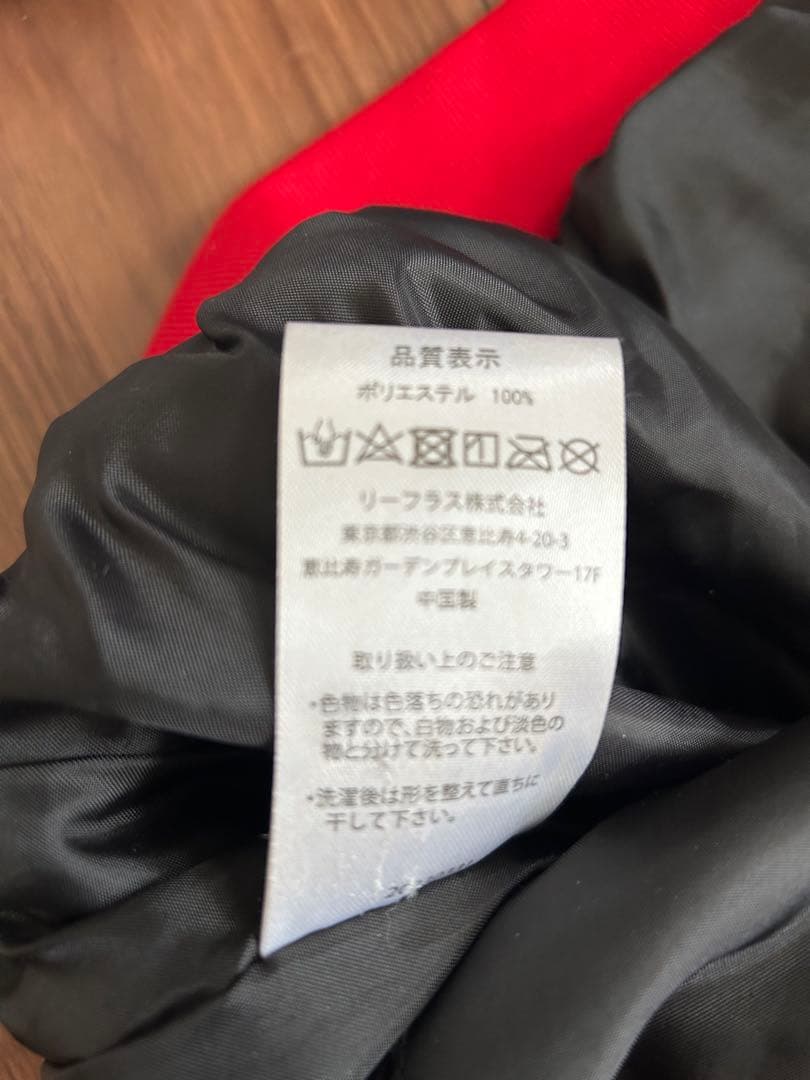 品質表示
ポリエステル 100%
リーフラス株式会社
東京都渋谷区恵比寿4-20-3
恵比寿ガーデンプレイスタワー17F
中国製
取り扱い上のご注意
・色物は色落ちの恐れがあり
ますので、白物および淡色の
物と分けて洗って下さい。
・洗濯後は形を整えて直ちに
干して下さい。